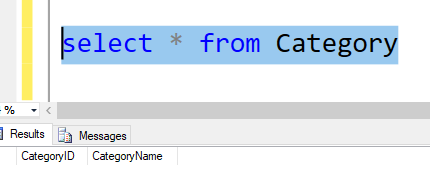 select * from Category
%
Results Messages
CategoryID CategoryName